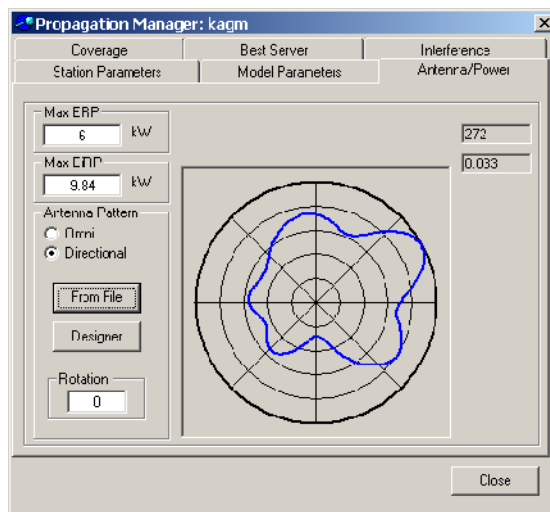 Propagation Manager: kagm
Coverage
Best Server
Interference
Station Parameters
Model Parameters
Antenna/Power
Max ERP
6 kW
Max EIRP
9.84 kW
Antenna Pattern
Omni
Directional
From File
Designer
Rotation
0
272
0.033
Close